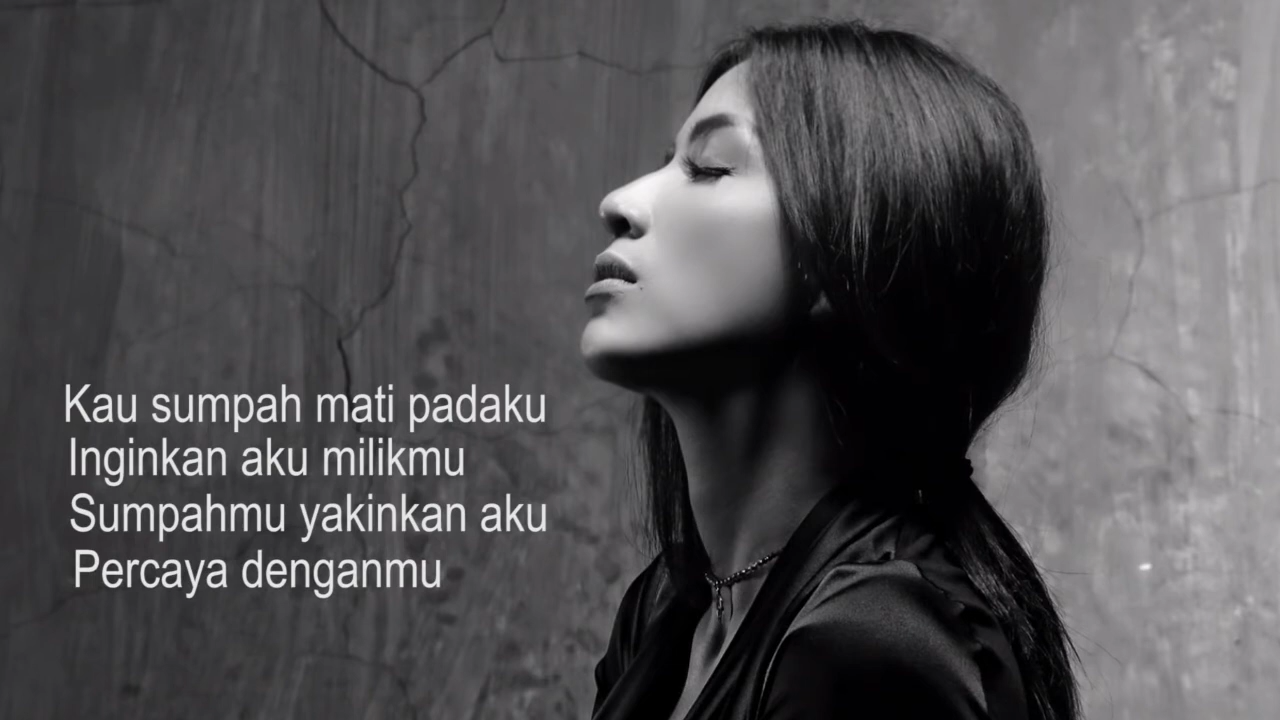 Kau sumpah mati padaku
Inginkan aku milikmu
Sumpahmu yakinkan aku
Percaya denganmu